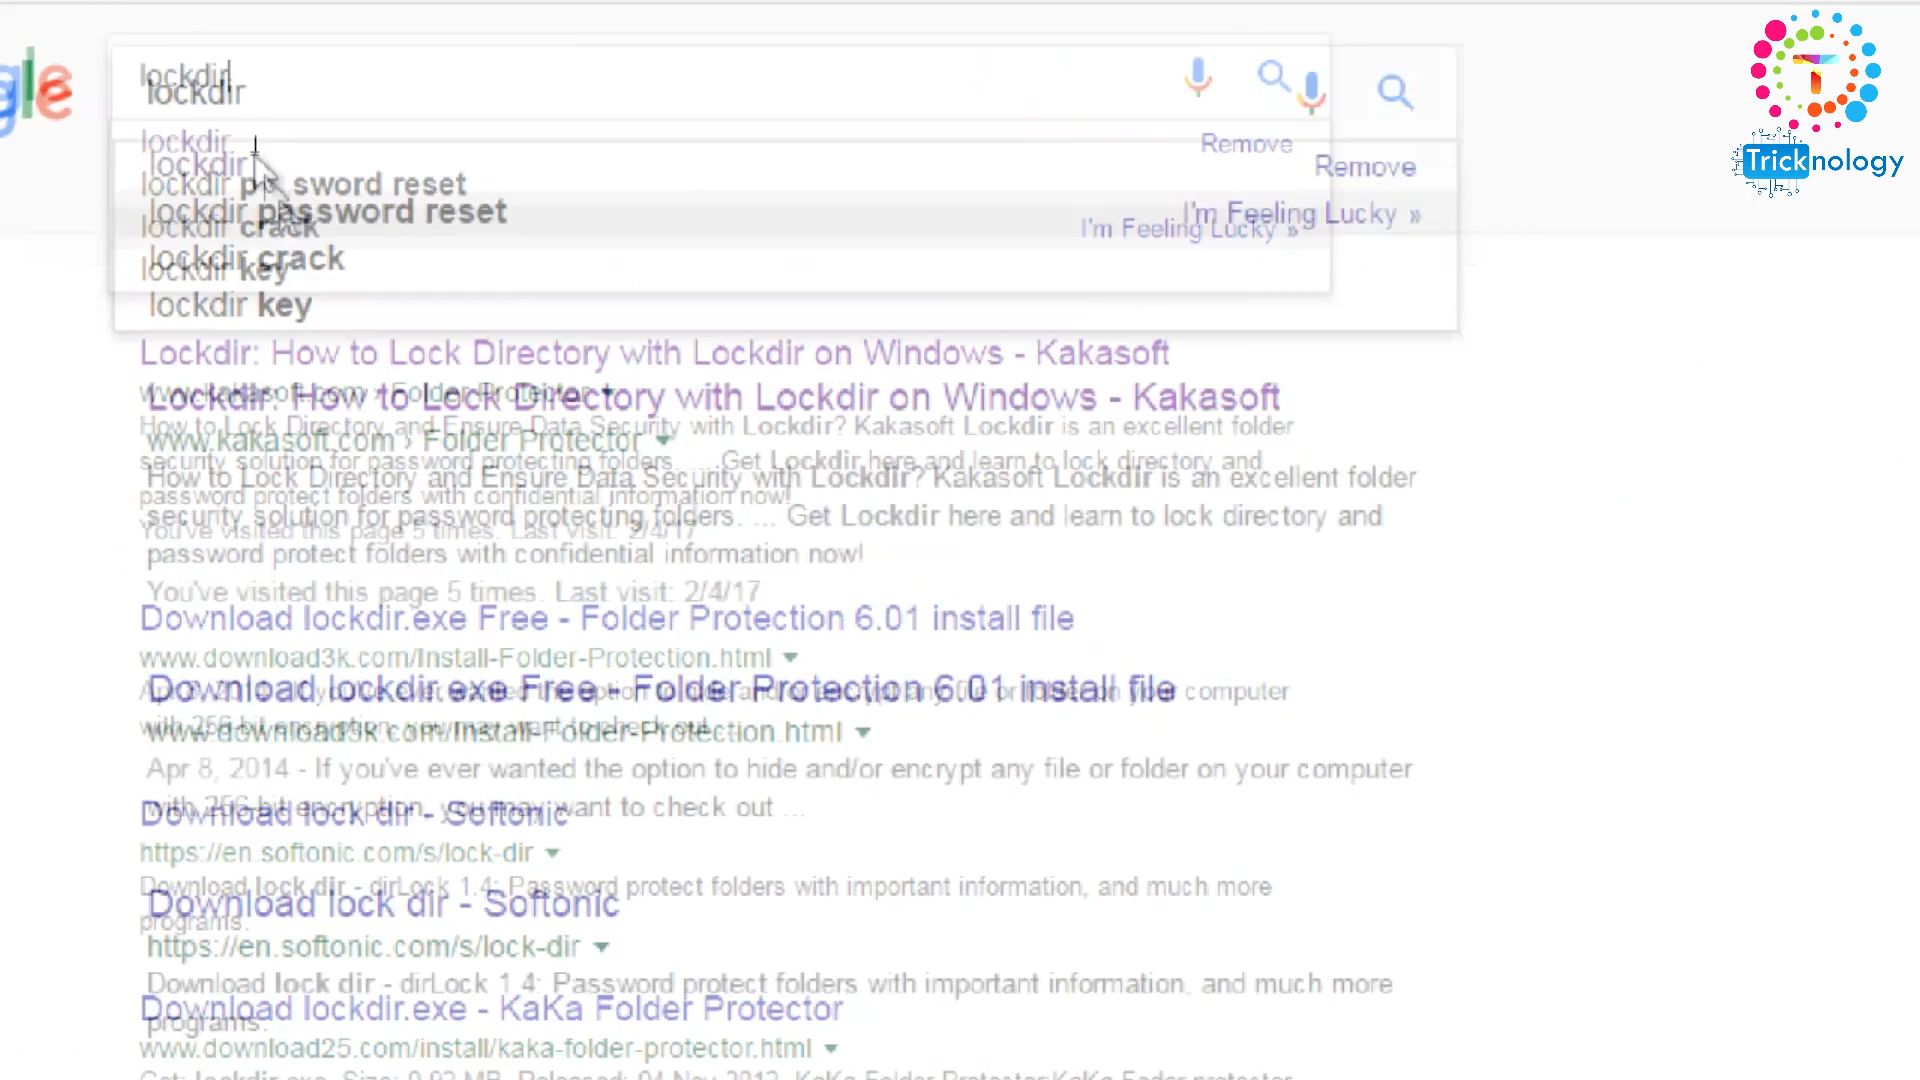 gle
lockdir
lockdir
Remove
lockdir password reset
I'm Feeling Lucky »
lockdir crack
lockdir key
Lockdir: How to Lock Directory with Lockdir on Windows - Kakasoft
www.kakasoft.com › Folder Protector
How to Lock Directory and Ensure Data Security with Lockdir? Kakasoft Lockdir is an excellent folder
security solution for password protecting folders. ... Get Lockdir here and learn to lock directory and
password protect folders with confidential information now!
You've visited this page 5 times. Last visit: 2/4/17
Download lockdir.exe Free - Folder Protection 6.01 install file
www.download3k.com/Install-Folder-Protection.html
Apr 8, 2014 - If you've ever wanted the option to hide and/or encrypt any file or folder on your computer
with 256-bit encryption, you may want to check out ...
Download lock dir - Softonic
https://en.softonic.com/s/lock-dir
Download lock dir - dirLock 1.4: Password protect folders with important information, and much more
programs.
Download lockdir.exe - KaKa Folder Protector
www.download25.com/install/kaka-folder-protector.html
T
Tricknology